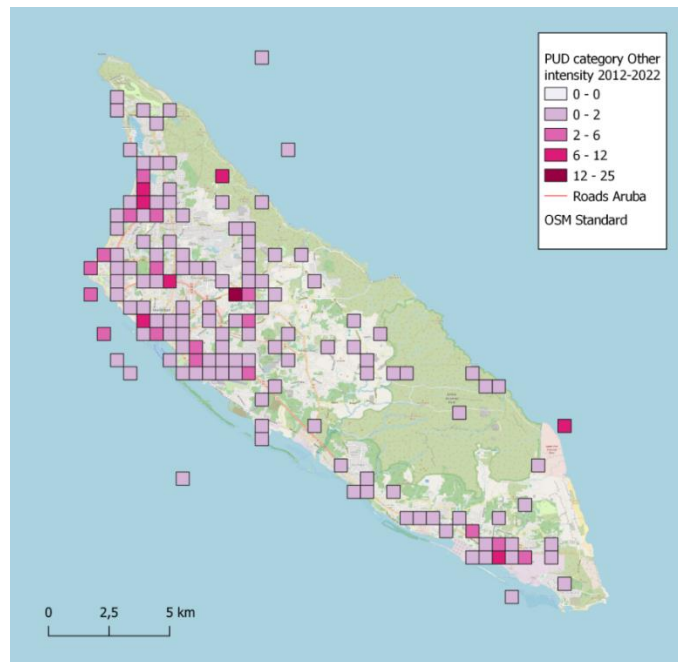 PUD category Other
intensity 2012-2022
0 - 0
0 - 2
2 - 6
6 - 12
12 - 25
Roads Aruba
OSM Standard
0 2,5 5 km